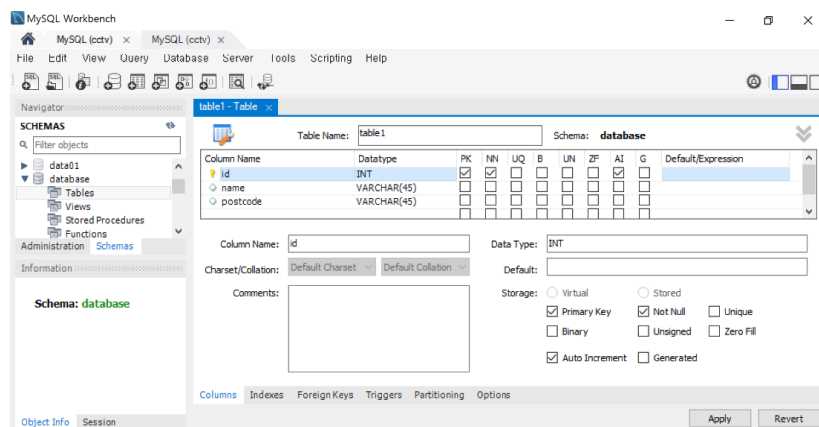 MySQL Workbench
MySQL (cctv) × MySQL (cctv) ×
File Edit View Query Database Server Tools Scripting Help
Navigator table1 - Table ×
SCHEMAS
Filter objects
data01
database
Tables
Views
Stored Procedures
Functions
Administration Schemas
Information
Schema: database
Object Info Session
Table Name: table1 Schema: database
Column Name Datatype PK NN UQ B UN ZF AI G Default/Expression
id INT
name VARCHAR(45)
postcode VARCHAR(45)
Column Name: id Data Type: INT
Charset/Collation: Default Charset Default Collation Default:
Comments: Storage: Virtual Stored
Primary Key Not Null Unique
Binary Unsigned Zero Fill
Auto Increment Generated
Columns Indexes Foreign Keys Triggers Partitioning Options
Apply Revert